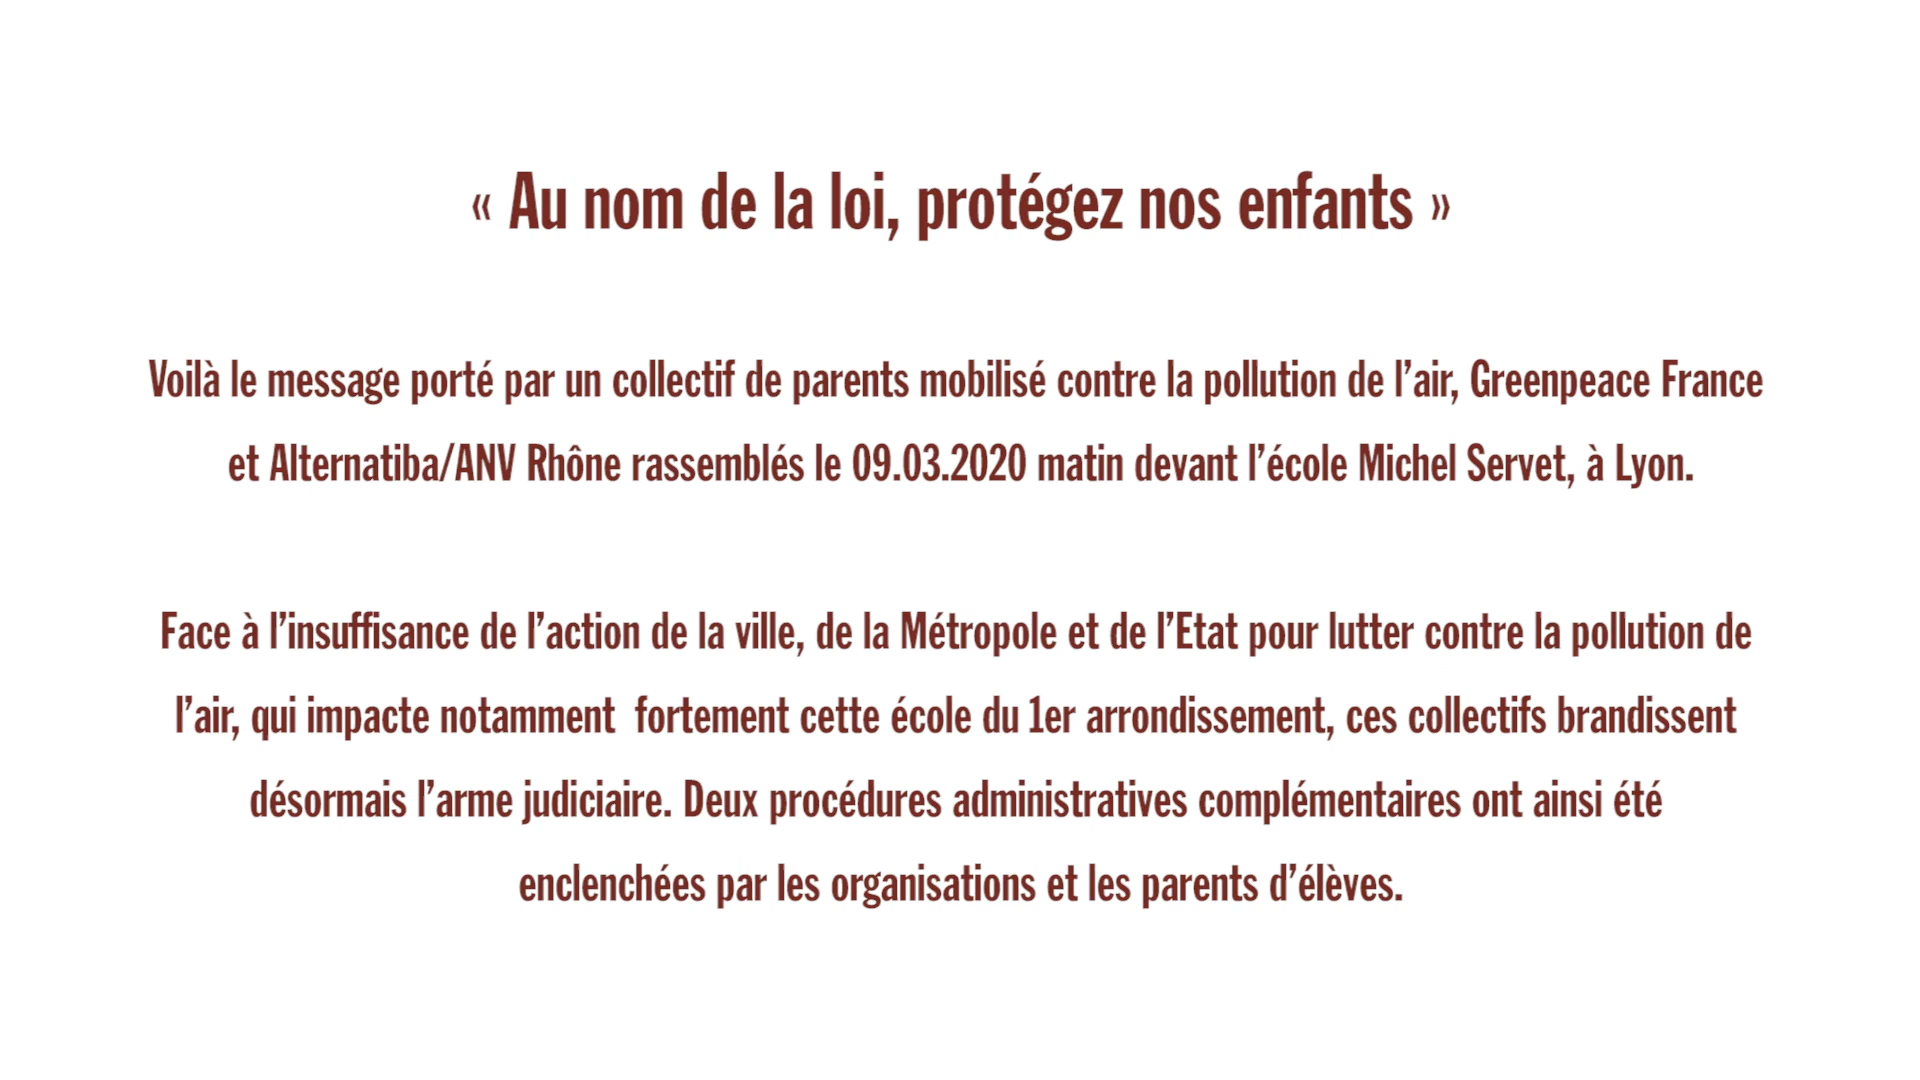 « Au nom de la loi, protégez nos enfants »
Voilà le message porté par un collectif de parents mobilisé contre la pollution de l’air, Greenpeace France
et Alternatiba/ANV Rhône rassemblés le 09.03.2020 matin devant l’école Michel Servet, à Lyon.
Face à l’insuffisance de l’action de la ville, de la Métropole et de l’Etat pour lutter contre la pollution de
l’air, qui impacte notamment  fortement cette école du 1er arrondissement, ces collectifs brandissent
désormais l’arme judiciaire. Deux procédures administratives complémentaires ont ainsi été
enclenchées par les organisations et les parents d’élèves.